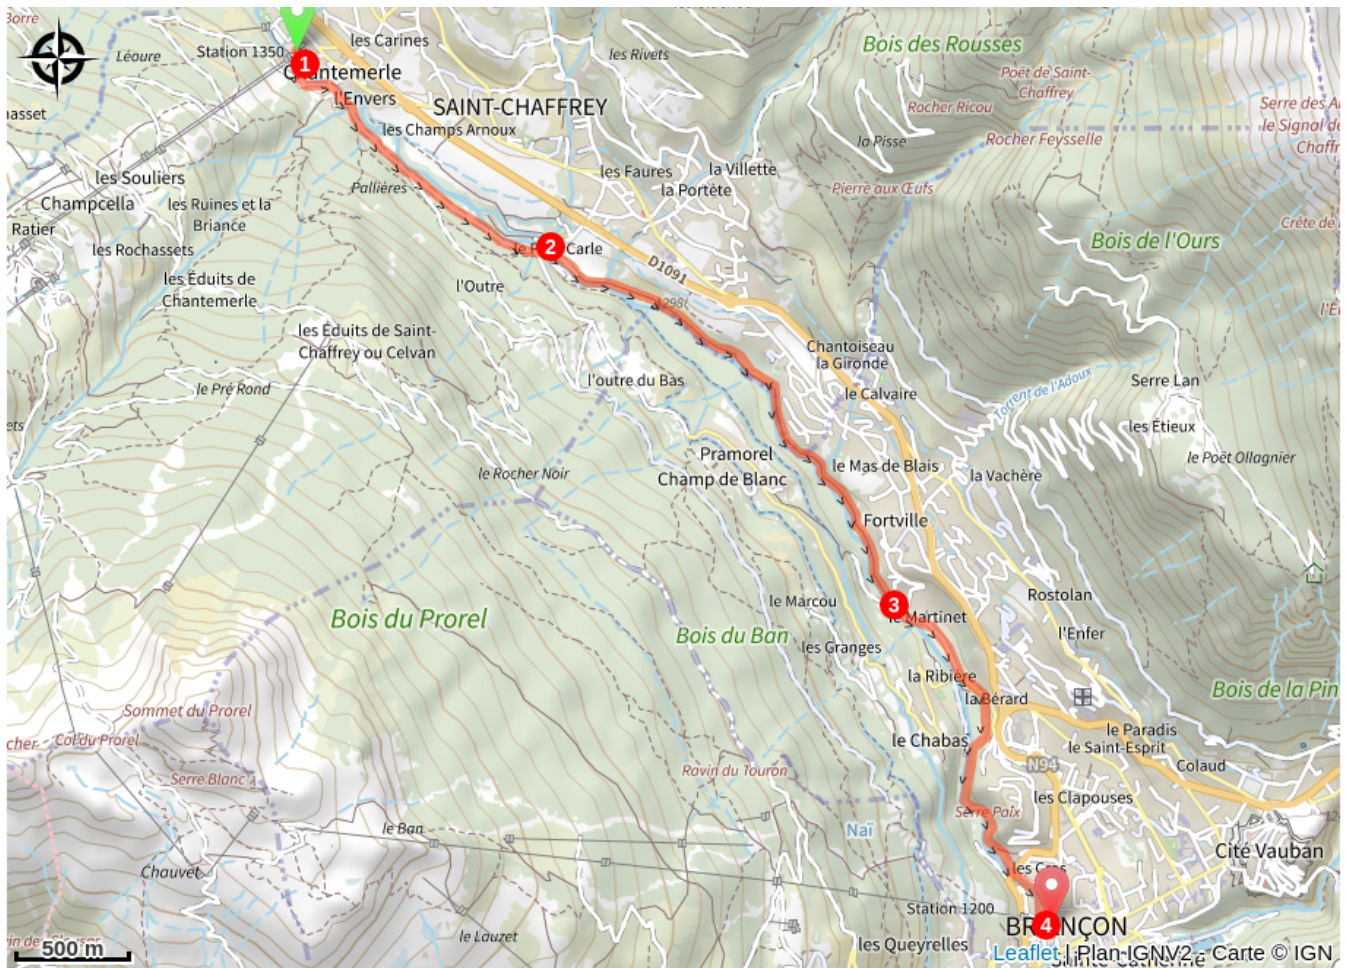 Borre
Léoure
Station 1350
les Carines
les Rivets
Bois des Rousses
Poët de Saint-
Chaffrey
1
Chantemerle
l'Envers
SAINT-CHAFFREY
Rocher Ricou
Serre des A
le Signal de
Chaffr
les Champs Arnoux
la Pisse
Rocher Feysselle
asset
les Souliers
Champcella
Pallières
les Faures
la Villette
la Portète
Pierre aux Œufs
les Ruines et la
Briance
Ratier
les Rochassets
2
Carle
Crête de
Bois de l'Ours
D1091
les Éduits de
Chantemerle
l'Outre
les Éduits de Saint-
Chaffrey ou Celvan
Chantoiseau
la Gironde
le Pré Rond
l'outre du Bas
le Calvaire
Torrent de l'Adoux
Serre Lan
les Étieux
ets
Pramorel
Champ de Blanc
le Rocher Noir
le Mas de Blais
la Vachère
le Poët Ollagnier
Fortville
Bois du Prorel
Bois du Ban
le Marcou
les Granges
3
le Martinet
Rostolan
l'Enfer
la Ribière
la Bérard
Bois de la Pin
Sommet du Prorel
cher
Col du Prorel
Serre Blanc
le Chabas
le Paradis
le Saint-Esprit
Colaud
N94
Ravin du Touron
les Clapouses
Serre Paix
Naï
le Ban
Cité Vauban
Chauvet
Station 1200
4
les Queyrelles
le Lauzet
500 m
Leaflet | Plan IGNV2 - Carte © IGN